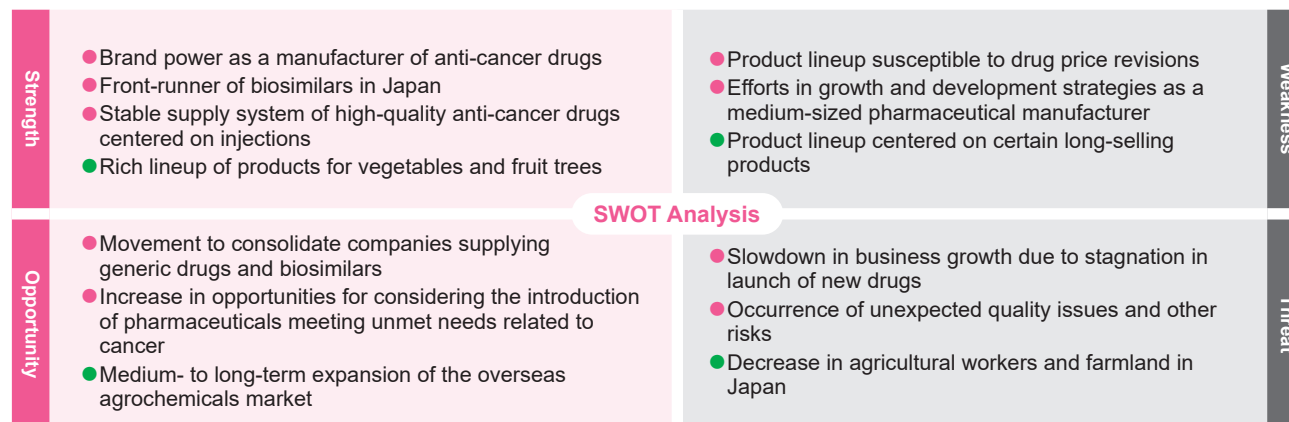 Strength
●Brand power as a manufacturer of anti-cancer drugs
●Front-runner of biosimilars in Japan
●Stable supply system of high-quality anti-cancer drugs
centered on injections
●Rich lineup of products for vegetables and fruit trees
Weakness
●Product lineup susceptible to drug price revisions
●Efforts in growth and development strategies as a
medium-sized pharmaceutical manufacturer
●Product lineup centered on certain long-selling
products
SWOT Analysis
Opportunity
●Movement to consolidate companies supplying
generic drugs and biosimilars
●Increase in opportunities for considering the introduction
of pharmaceuticals meeting unmet needs related to
cancer
●Medium- to long-term expansion of the overseas
agrochemicals market
Threat
●Slowdown in business growth due to stagnation in
launch of new drugs
●Occurrence of unexpected quality issues and other
risks
●Decrease in agricultural workers and farmland in
Japan